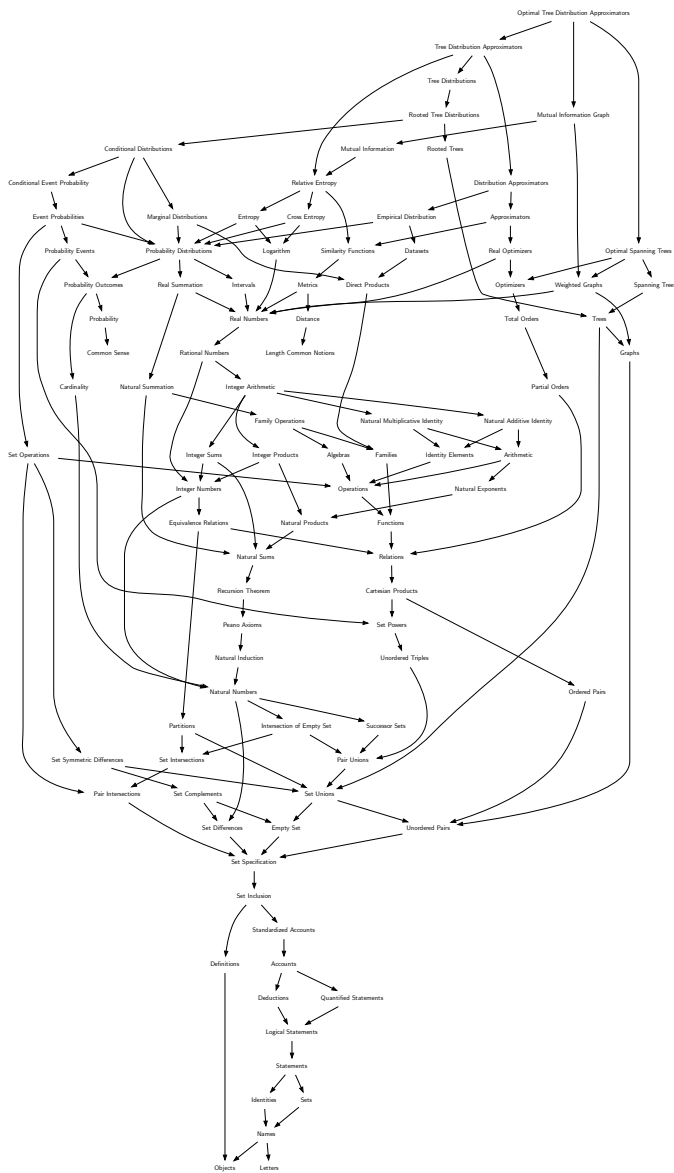 Optimal Tree Distribution Approximators
Tree Distribution Approximators
Tree Distributions
Rooted Tree Distributions Mutual Information Graph
Conditional Distributions Mutual Information Rooted Trees
Conditional Event Probability Relative Entropy Distribution Approximators
Event Probabilities Marginal Distributions Entropy Cross Entropy Empirical Distribution Approximators
Probability Events Probability Distributions Logarithm Similarity Functions Datasets Real Optimizers Optimal Spanning Trees
Probability Outcomes Real Summation Intervals Metrics Direct Products Optimizers Weighted Graphs Spanning Tree
Probability Real Numbers Distance Total Orders Trees
Common Sense Rational Numbers Length Common Notions Graphs
Cardinality Natural Summation Integer Arithmetic Partial Orders
Family Operations Natural Multiplicative Identity Natural Additive Identity
Set Operations Integer Sums Integer Products Algebras Families Identity Elements Arithmetic
Integer Numbers Operations Natural Exponents
Equivalence Relations Natural Products Functions
Natural Sums Relations
Recursion Theorem Cartesian Products
Peano Axioms Set Powers
Natural Induction Unordered Triples
Natural Numbers Ordered Pairs
Partitions Intersection of Empty Set Successor Sets
Set Symmetric Differences Set Intersections Pair Unions
Pair Intersections Set Complements Set Unions
Set Differences Empty Set Unordered Pairs
Set Specification
Set Inclusion
Standardized Accounts
Definitions Accounts
Deductions Quantified Statements
Logical Statements
Statements
Identities Sets
Names
Objects Letters